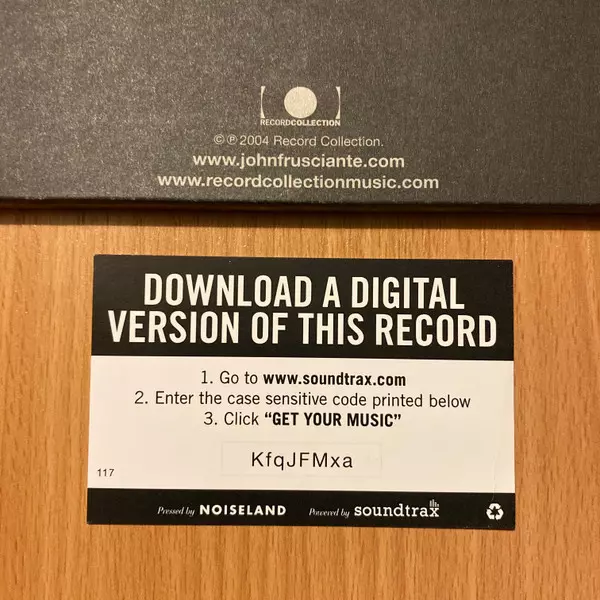 RECORDCOLLECTION
©℗2004 Record Collection.
www.johnfrusciante.com
www.recordcollectionmusic.com
DOWNLOAD A DIGITAL
VERSION OF THIS RECORD
1. Go to www.soundtrax.com
2. Enter the case sensitive code printed below
3. Click “GET YOUR MUSIC”
KfqJFMxa
117
Pressed by NOISELAND Powered by soundtrax